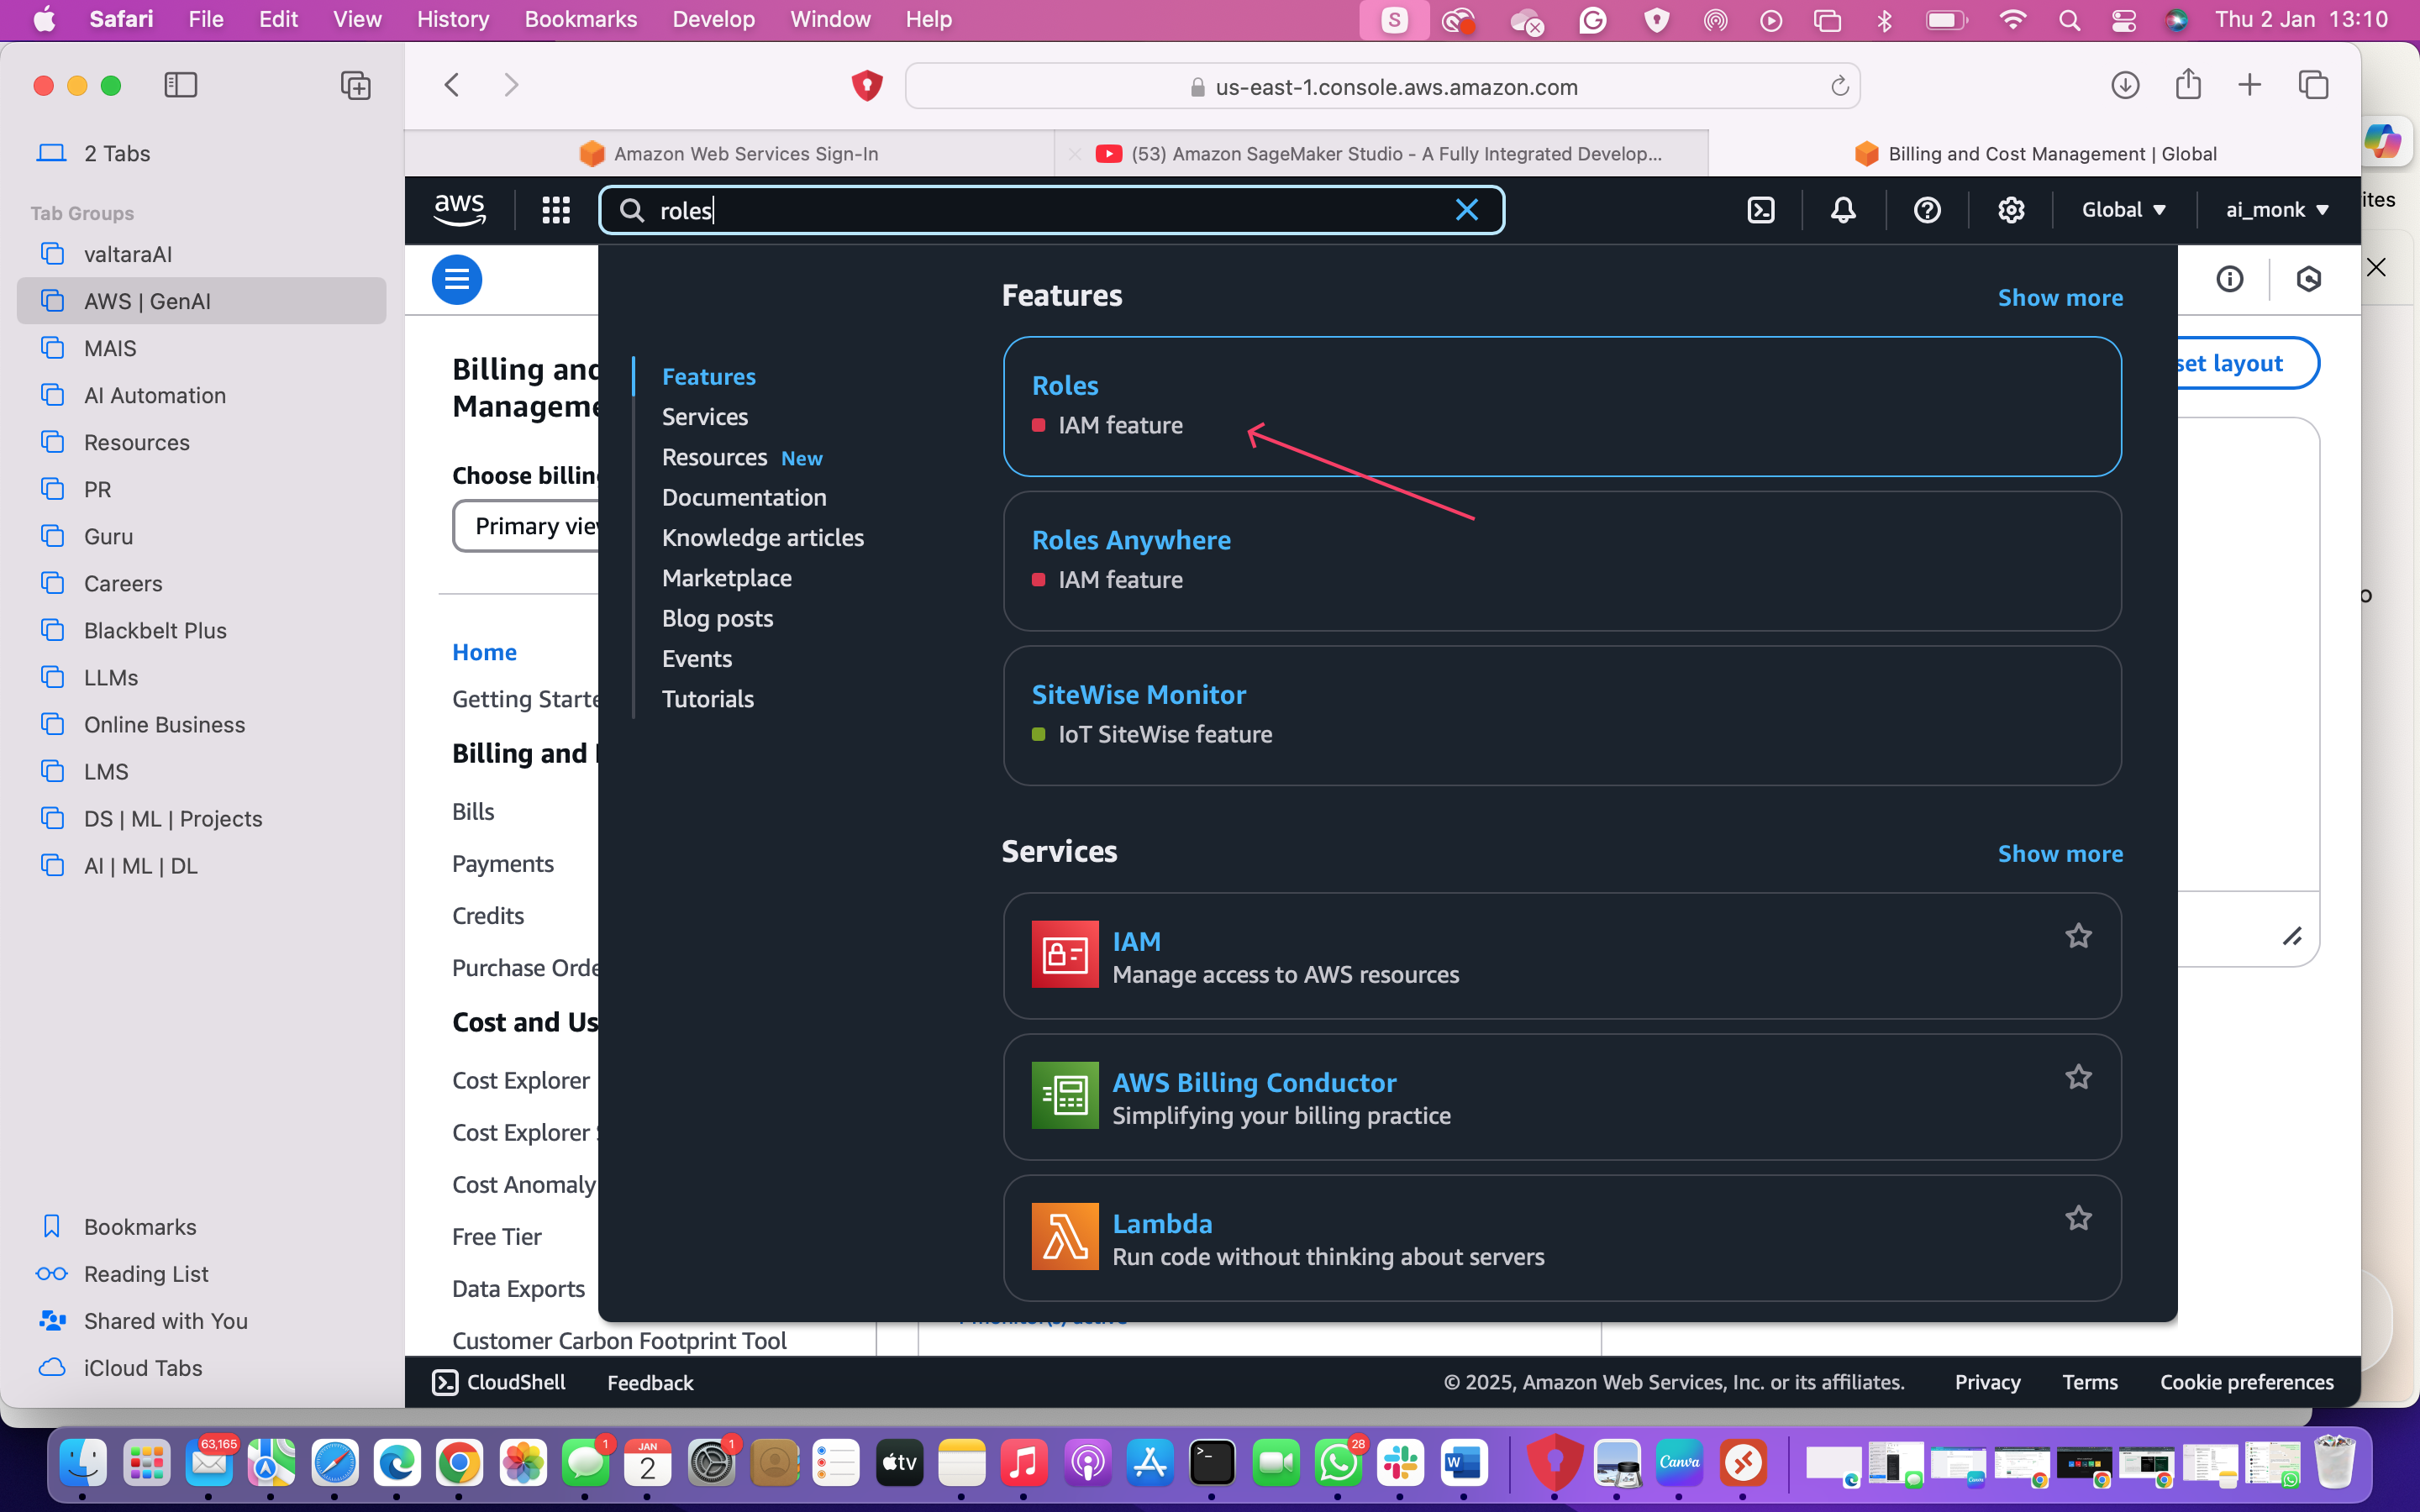 Safari File Edit View History Bookmarks Develop Window Help
S
Thu 2 Jan 13:10
us-east-1.console.aws.amazon.com
2 Tabs
Tab Groups
valtaraAI
AWS | GenAI
MAIS
AI Automation
Resources
PR
Guru
Careers
Blackbelt Plus
LLMs
Online Business
LMS
DS | ML | Projects
AI | ML | DL
Bookmarks
Reading List
Shared with You
iCloud Tabs
Amazon Web Services Sign-In
(53) Amazon SageMaker Studio - A Fully Integrated Develop...
Billing and Cost Management | Global
aws
roles
Global
ai_monk
Billing and
Manageme
Choose billing
Primary view
Home
Getting Starte
Billing and
Bills
Payments
Credits
Purchase Orde
Cost and Us
Cost Explorer
Cost Explorer
Cost Anomaly
Free Tier
Data Exports
Customer Carbon Footprint Tool
Features
Services
Resources New
Documentation
Knowledge articles
Marketplace
Blog posts
Events
Tutorials
Features
Show more
Roles
IAM feature
Roles Anywhere
IAM feature
SiteWise Monitor
IoT SiteWise feature
Services
Show more
IAM
Manage access to AWS resources
AWS Billing Conductor
Simplifying your billing practice
Lambda
Run code without thinking about servers
set layout
ites
o
CloudShell
Feedback
© 2025, Amazon Web Services, Inc. or its affiliates.
Privacy
Terms
Cookie preferences
63,165
1
JAN
2
1
tv
28
W
Canva